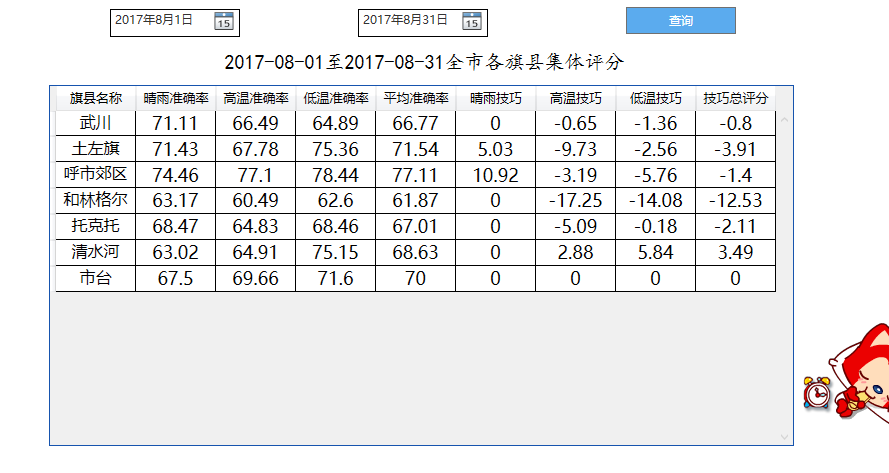 2017年8月1日 15 2017年8月31日 15 查询
2017-08-01至2017-08-31全市各旗县集体评分
旗县名称 晴雨准确率 高温准确率 低温准确率 平均准确率 晴雨技巧 高温技巧 低温技巧 技巧总评分
武川 71.11 66.49 64.89 66.77 0 -0.65 -1.36 -0.8
土左旗 71.43 67.78 75.36 71.54 5.03 -9.73 -2.56 -3.91
呼市郊区 74.46 77.1 78.44 77.11 10.92 -3.19 -5.76 -1.4
和林格尔 63.17 60.49 62.6 61.87 0 -17.25 -14.08 -12.53
托克托 68.47 64.83 68.46 67.01 0 -5.09 -0.18 -2.11
清水河 63.02 64.91 75.15 68.63 0 2.88 5.84 3.49
市台 67.5 69.66 71.6 70 0 0 0 0